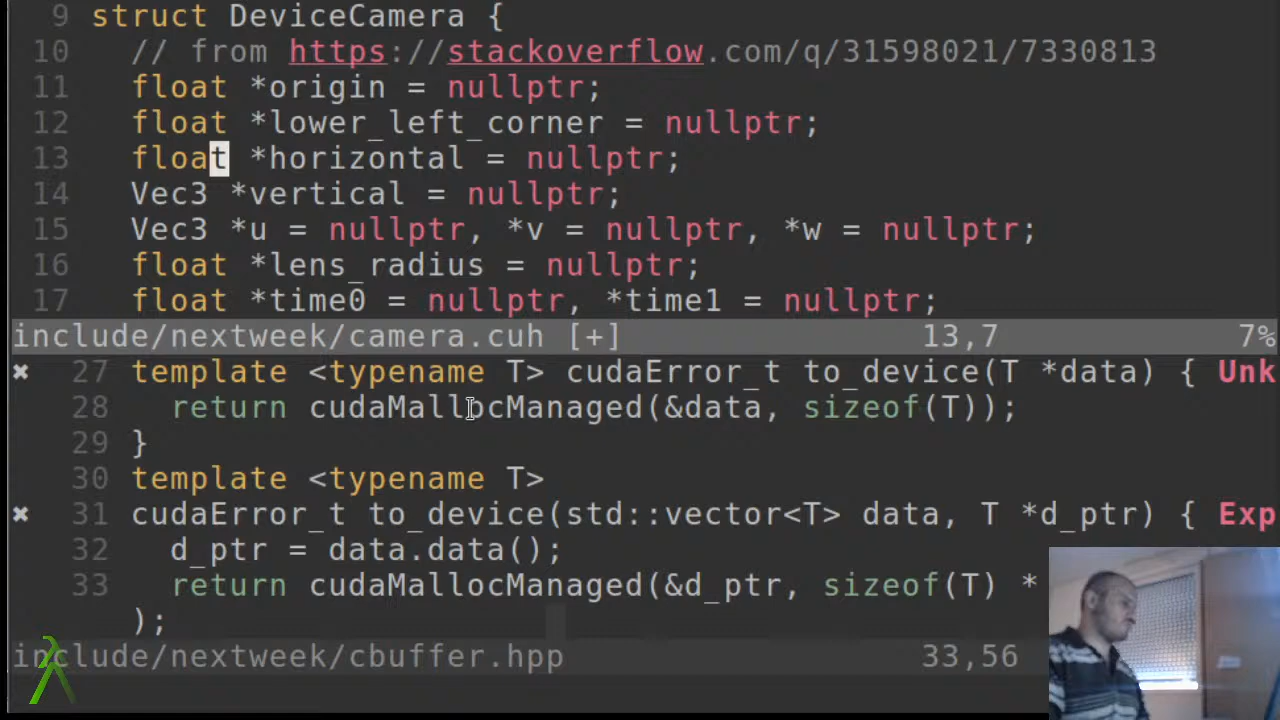 9 struct DeviceCamera {
10 // from https://stackoverflow.com/q/31598021/7330813
11 float *origin = nullptr;
12 float *lower_left_corner = nullptr;
13 float *horizontal = nullptr;
14 Vec3 *vertical = nullptr;
15 Vec3 *u = nullptr, *v = nullptr, *w = nullptr;
16 float *lens_radius = nullptr;
17 float *time0 = nullptr, *time1 = nullptr;
include/nextweek/camera.cuh [+] 13,7 7%
✖ 27 template <typename T> cudaError_t to_device(T *data) { Unk
28 return cudaMallocManaged(&data, sizeof(T));
29 }
30 template <typename T>
✖ 31 cudaError_t to_device(std::vector<T> data, T *d_ptr) { Exp
32 d_ptr = data.data();
33 return cudaMallocManaged(&d_ptr, sizeof(T) *
);
include/nextweek/cbuffer.hpp 33,56